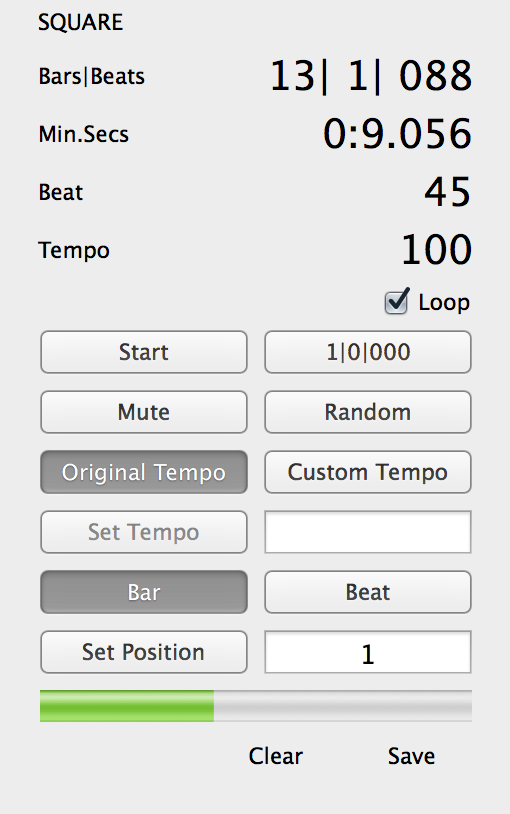 SQUARE
Bars|Beats 13| 1| 088
Min.Secs 0:9.056
Beat 45
Tempo 100
Loop
Start 1|0|000
Mute Random
Original Tempo Custom Tempo
Set Tempo
Bar Beat
Set Position 1
Clear Save